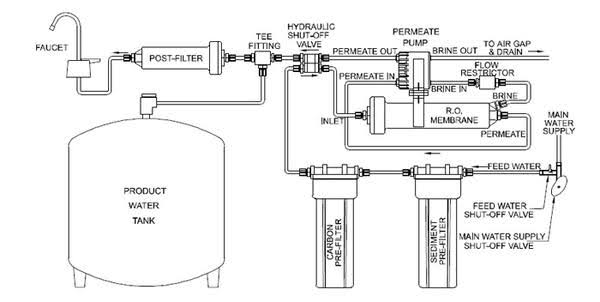 FAUCET
POST-FILTER
TEE
FITTING
HYDRAULIC
SHUT-OFF
VALVE
PERMEATE
PUMP
PERMEATE OUT
BRINE OUT
TO AIR GAP
& DRAIN
FLOW
RESTRICTOR
PERMEATE IN
BRINE IN
BRINE
INLET
R.O.
MEMBRANE
PERMEATE
MAIN
WATER
SUPPLY
FEED WATER
PRODUCT
WATER
TANK
CARBON
PRE-FILTER
SEDIMENT
PRE-FILTER
FEED WATER
SHUT-OFF VALVE
MAIN WATER SUPPLY
SHUT-OFF VALVE